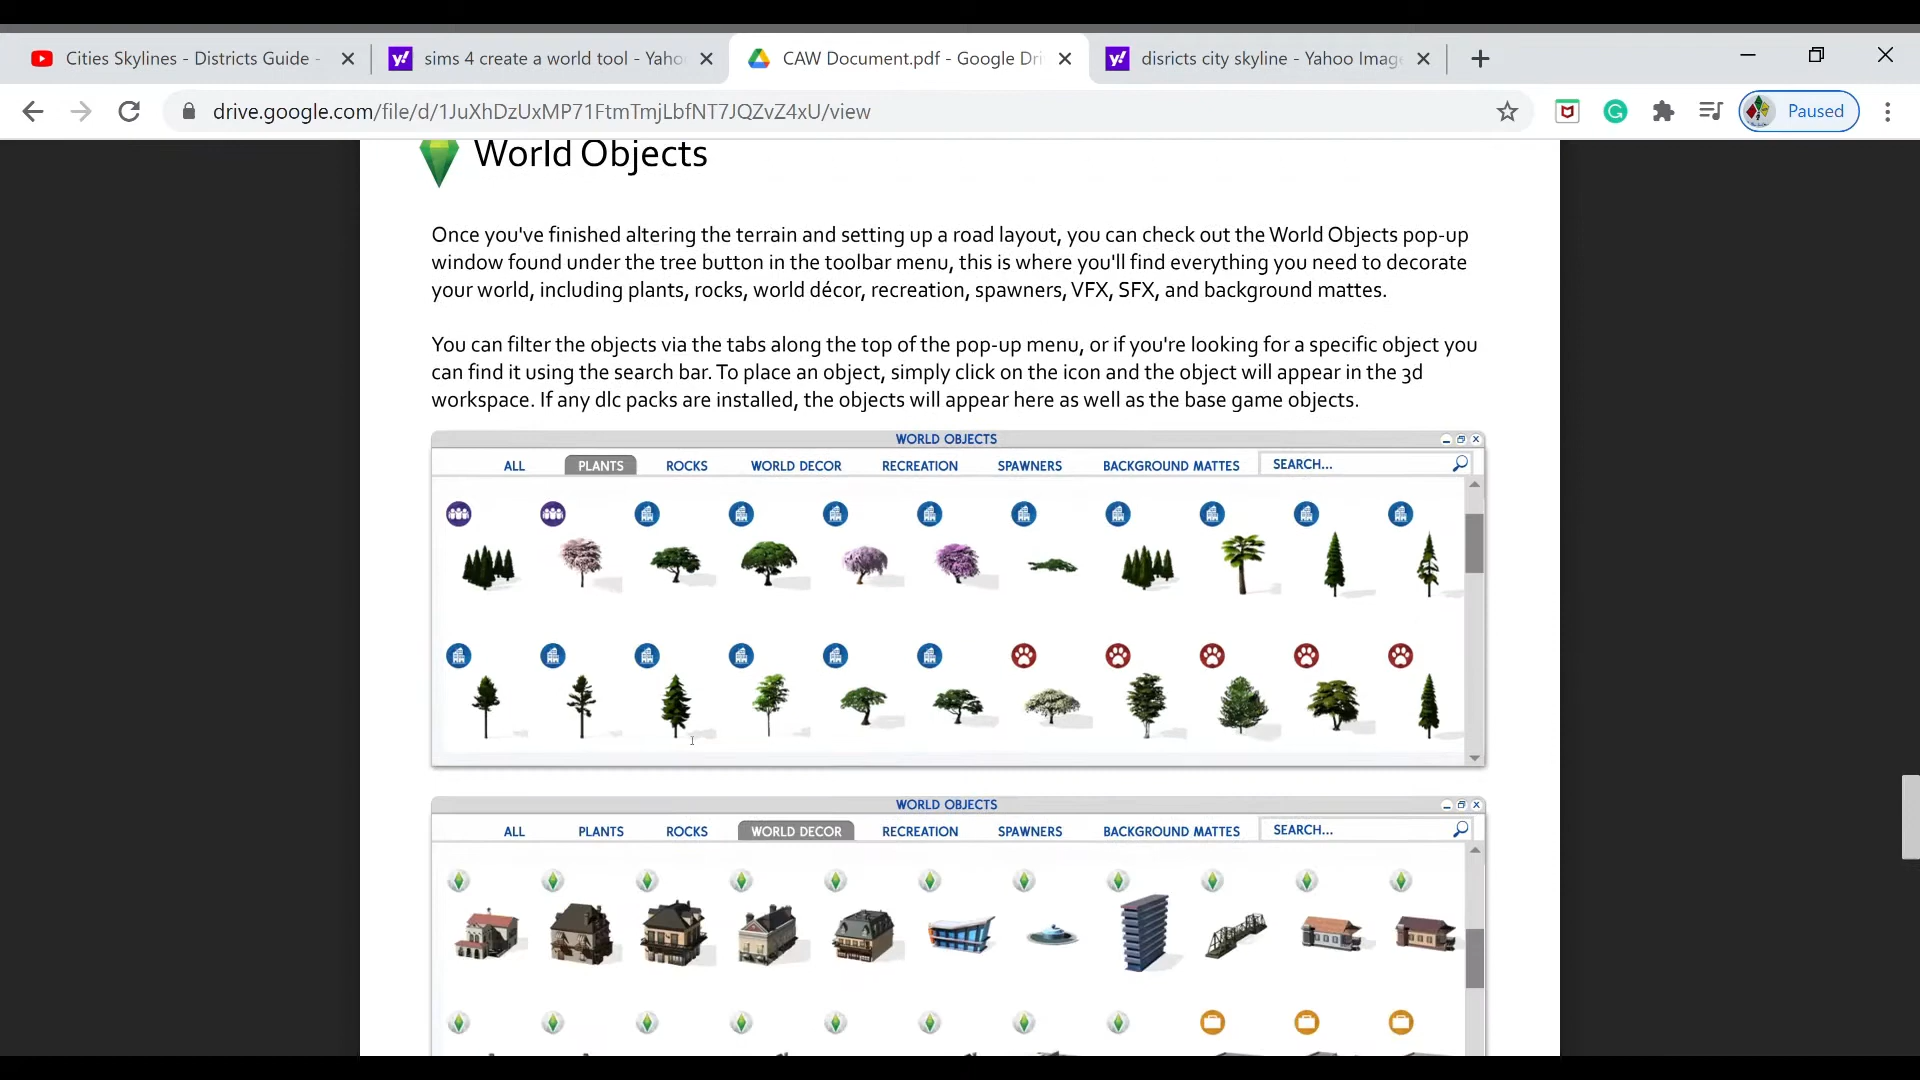 Cities Skylines - Districts Guide -
sims 4 create a world tool - Yaho
CAW Document.pdf - Google Dri
disricts city skyline - Yahoo Imag
drive.google.com/file/d/1JuXhDzUxMP71FtmTmjLbfNT7JQZvZ4xU/view
Paused
World Objects
Once you've finished altering the terrain and setting up a road layout, you can check out the World Objects pop-up
window found under the tree button in the toolbar menu, this is where you'll find everything you need to decorate
your world, including plants, rocks, world décor, recreation, spawners, VFX, SFX, and background mattes.
You can filter the objects via the tabs along the top of the pop-up menu, or if you're looking for a specific object you
can find it using the search bar. To place an object, simply click on the icon and the object will appear in the 3d
workspace. If any dlc packs are installed, the objects will appear here as well as the base game objects.
WORLD OBJECTS
ALL PLANTS ROCKS WORLD DECOR RECREATION SPAWNERS BACKGROUND MATTES SEARCH...
WORLD OBJECTS
ALL PLANTS ROCKS WORLD DECOR RECREATION SPAWNERS BACKGROUND MATTES SEARCH...